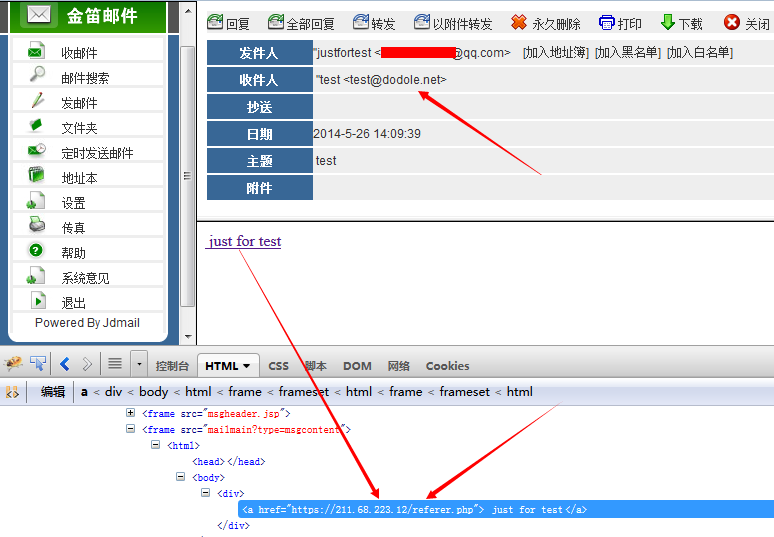 金笛邮件
回复 全部回复 转发 以附件转发 永久删除 打印 下载 关闭
收邮件
邮件搜索
发邮件
文件夹
定时发送邮件
地址本
设置
传真
帮助
系统意见
退出
Powered By Jdmail
发件人 "justfortest < @qq.com> [加入地址簿] [加入黑名单] [加入白名单]
收件人 "test <test@dodole.net>
抄送
日期 2014-5-26 14:09:39
主题 test
附件
just for test
控制台 HTML CSS 脚本 DOM 网络 Cookies
编辑 a < div < body < html < frame < frameset < html < frame < frameset < html
<frame src="msgheader.jsp">
<frame src="mailmain?type=msgcontent">
<html>
<head></head>
<body>
<div>
<a href="https://211.68.223.12/referer.php"> just for test</a>
</div>